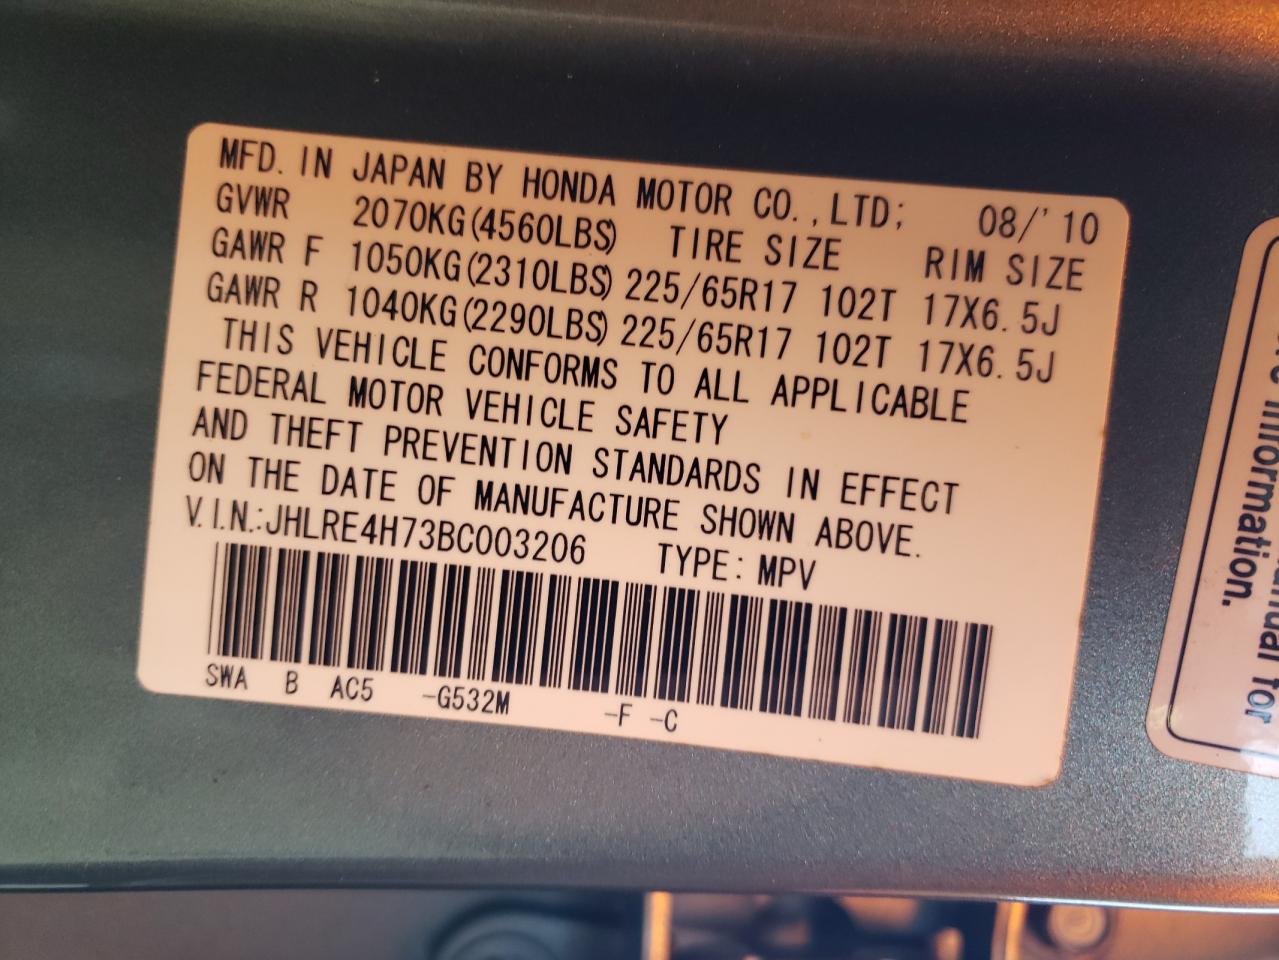 MFD. IN JAPAN BY HONDA MOTOR CO.,LTD; 08/'10
GVWR 2070KG(4560LBS) TIRE SIZE RIM SIZE
GAWR F 1050KG(2310LBS) 225/65R17 102T 17X6.5J
GAWR R 1040KG(2290LBS) 225/65R17 102T 17X6.5J
THIS VEHICLE CONFORMS TO ALL APPLICABLE
FEDERAL MOTOR VEHICLE SAFETY
AND THEFT PREVENTION STANDARDS IN EFFECT
ON THE DATE OF MANUFACTURE SHOWN ABOVE.
V.I.N.:JHLRE4H73BC003206 TYPE: MPV
SWA B AC5 -G532M -F -C
for
information.